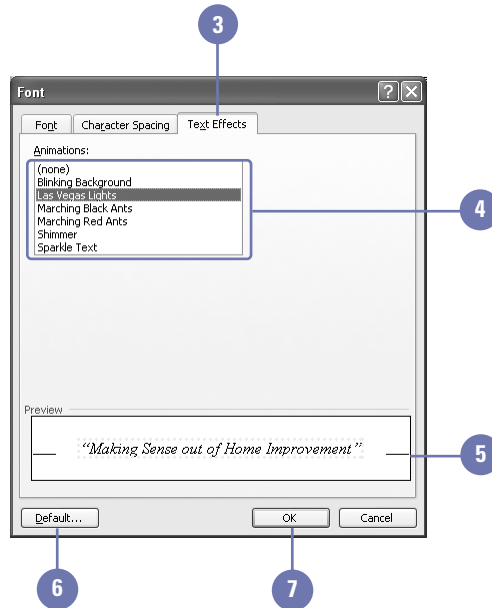 3
Font
Font
Character Spacing
Text Effects
Animations:
(none)
Blinking Background
Las Vegas Lights
Marching Black Ants
Marching Red Ants
Shimmer
Sparkle Text
4
Preview
“Making Sense out of Home Improvement”
5
Default...
OK
Cancel
6
7